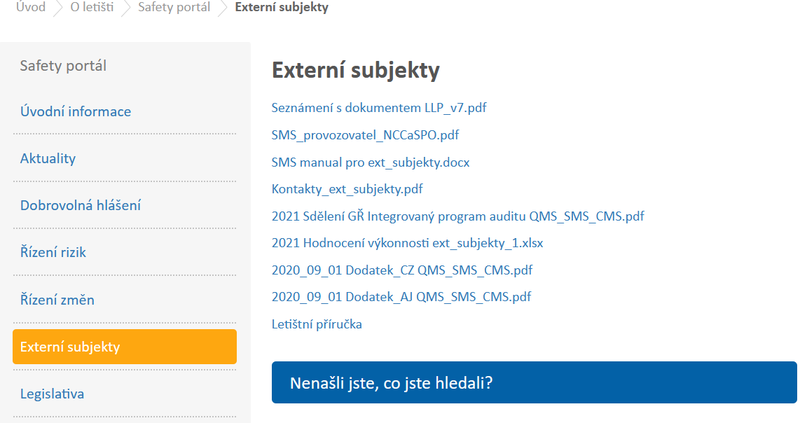 Úvod O letišti Safety portál Externí subjekty
Safety portál
Úvodní informace
Aktuality
Dobrovolná hlášení
Řízení rizik
Řízení změn
Externí subjekty
Legislativa
Externí subjekty
Seznámení s dokumentem LLP_v7.pdf
SMS_provozovatel_NCCaSPO.pdf
SMS manual pro ext_subjekty.docx
Kontakty_ext_subjekty.pdf
2021 Sdělení GŘ Integrovaný program auditu QMS_SMS_CMS.pdf
2021 Hodnocení výkonnosti ext_subjekty_1.xlsx
2020_09_01 Dodatek_CZ QMS_SMS_CMS.pdf
2020_09_01 Dodatek_AJ QMS_SMS_CMS.pdf
Letištní příručka
Nenašli jste, co jste hledali?